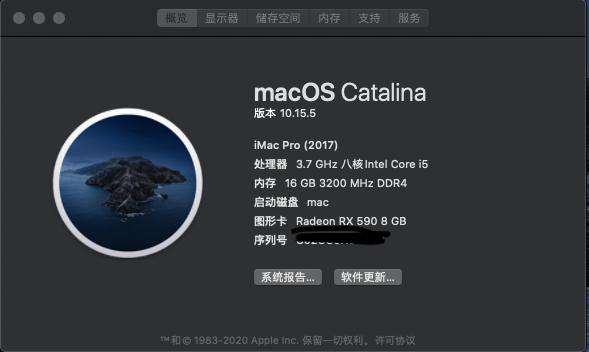 概览 显示器 储存空间 内存 支持 服务
macOS Catalina
版本 10.15.5
iMac Pro (2017)
处理器 3.7 GHz 八核Intel Core i5
内存 16 GB 3200 MHz DDR4
启动磁盘 mac
图形卡 Radeon RX 590 8 GB
序列号
系统报告... 软件更新...
™和© 1983-2020 Apple Inc. 保留一切权利。许可协议